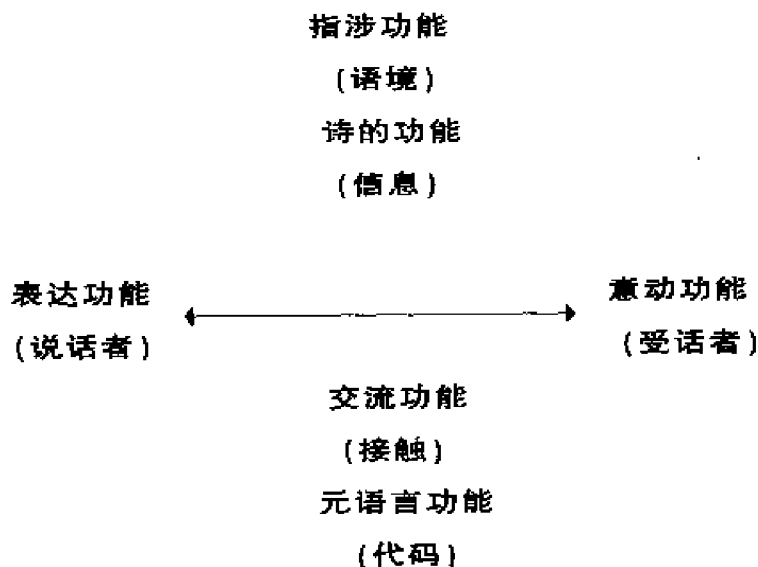 指涉功能
(语境)
诗的功能
(信息)
表达功能
(说话者)
意动功能
(受话者)
交流功能
(接触)
元语言功能
(代码)